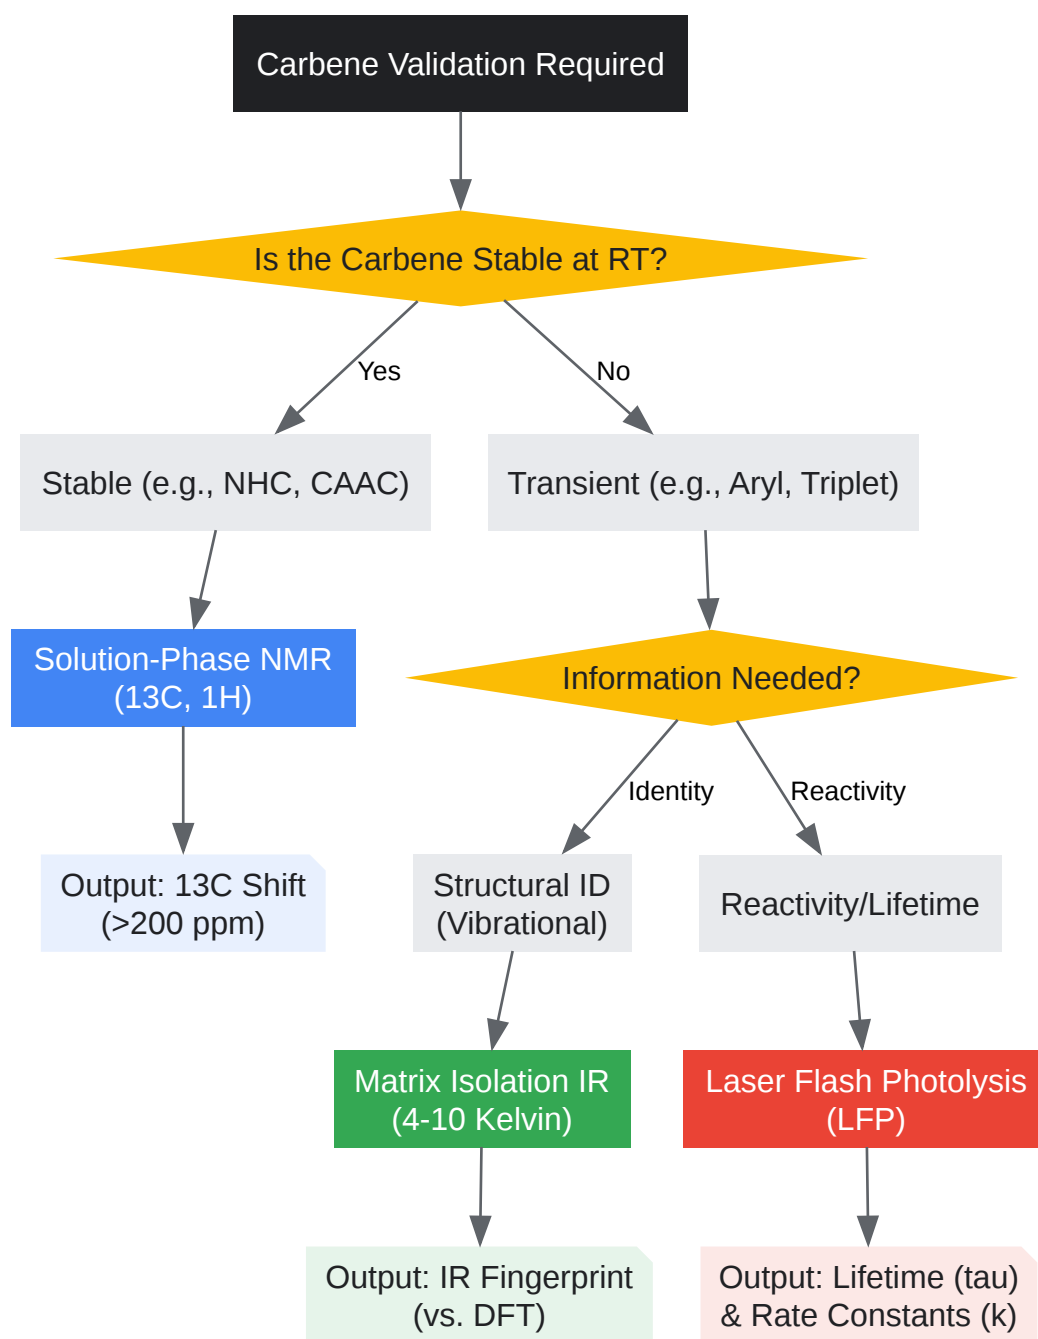 Carbene Validation Required
Is the Carbene Stable at RT?
Yes
No
Stable (e.g., NHC, CAAC)
Transient (e.g., Aryl, Triplet)
Solution-Phase NMR
(13C, 1H)
Information Needed?
Identity
Reactivity
Output: 13C Shift
(>200 ppm)
Structural ID
(Vibrational)
Reactivity/Lifetime
Matrix Isolation IR
(4-10 Kelvin)
Laser Flash Photolysis
(LFP)
Output: IR Fingerprint
(vs. DFT)
Output: Lifetime (tau)
& Rate Constants (k)